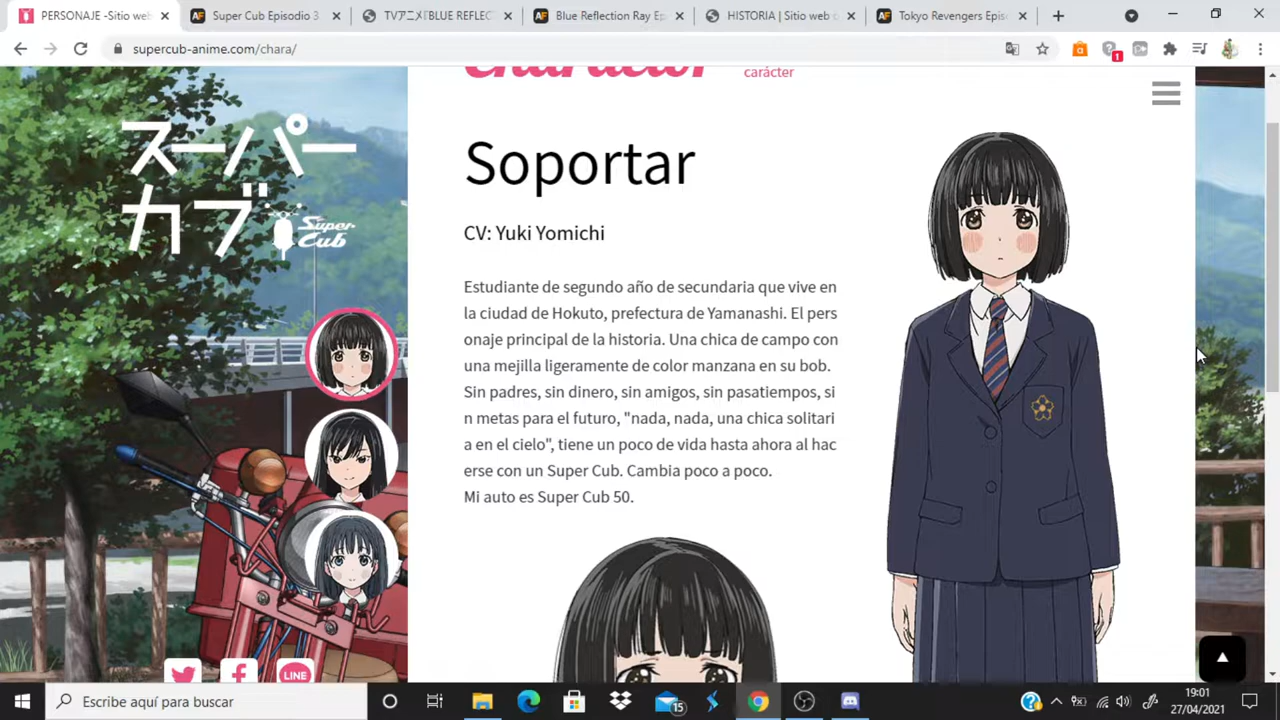 PERSONAJE -Sitio web
Super Cub Episodio 3
TVアニメ『BLUE REFLEC
Blue Reflection Ray Ep
HISTORIA | Sitio web
Tokyo Revengers Epis
supercub-anime.com/chara/
1
Character
carácter
スーパーカブ
Super Cub
Soportar
CV: Yuki Yomichi
Estudiante de segundo año de secundaria que vive en
la ciudad de Hokuto, prefectura de Yamanashi. El pers
onaje principal de la historia. Una chica de campo con
una mejilla ligeramente de color manzana en su bob.
Sin padres, sin dinero, sin amigos, sin pasatiempos, si
n metas para el futuro, "nada, nada, una chica solitari
a en el cielo", tiene un poco de vida hasta ahora al hac
erse con un Super Cub. Cambia poco a poco.
Mi auto es Super Cub 50.
LINE
Escribe aquí para buscar
15
19:01
27/04/2021